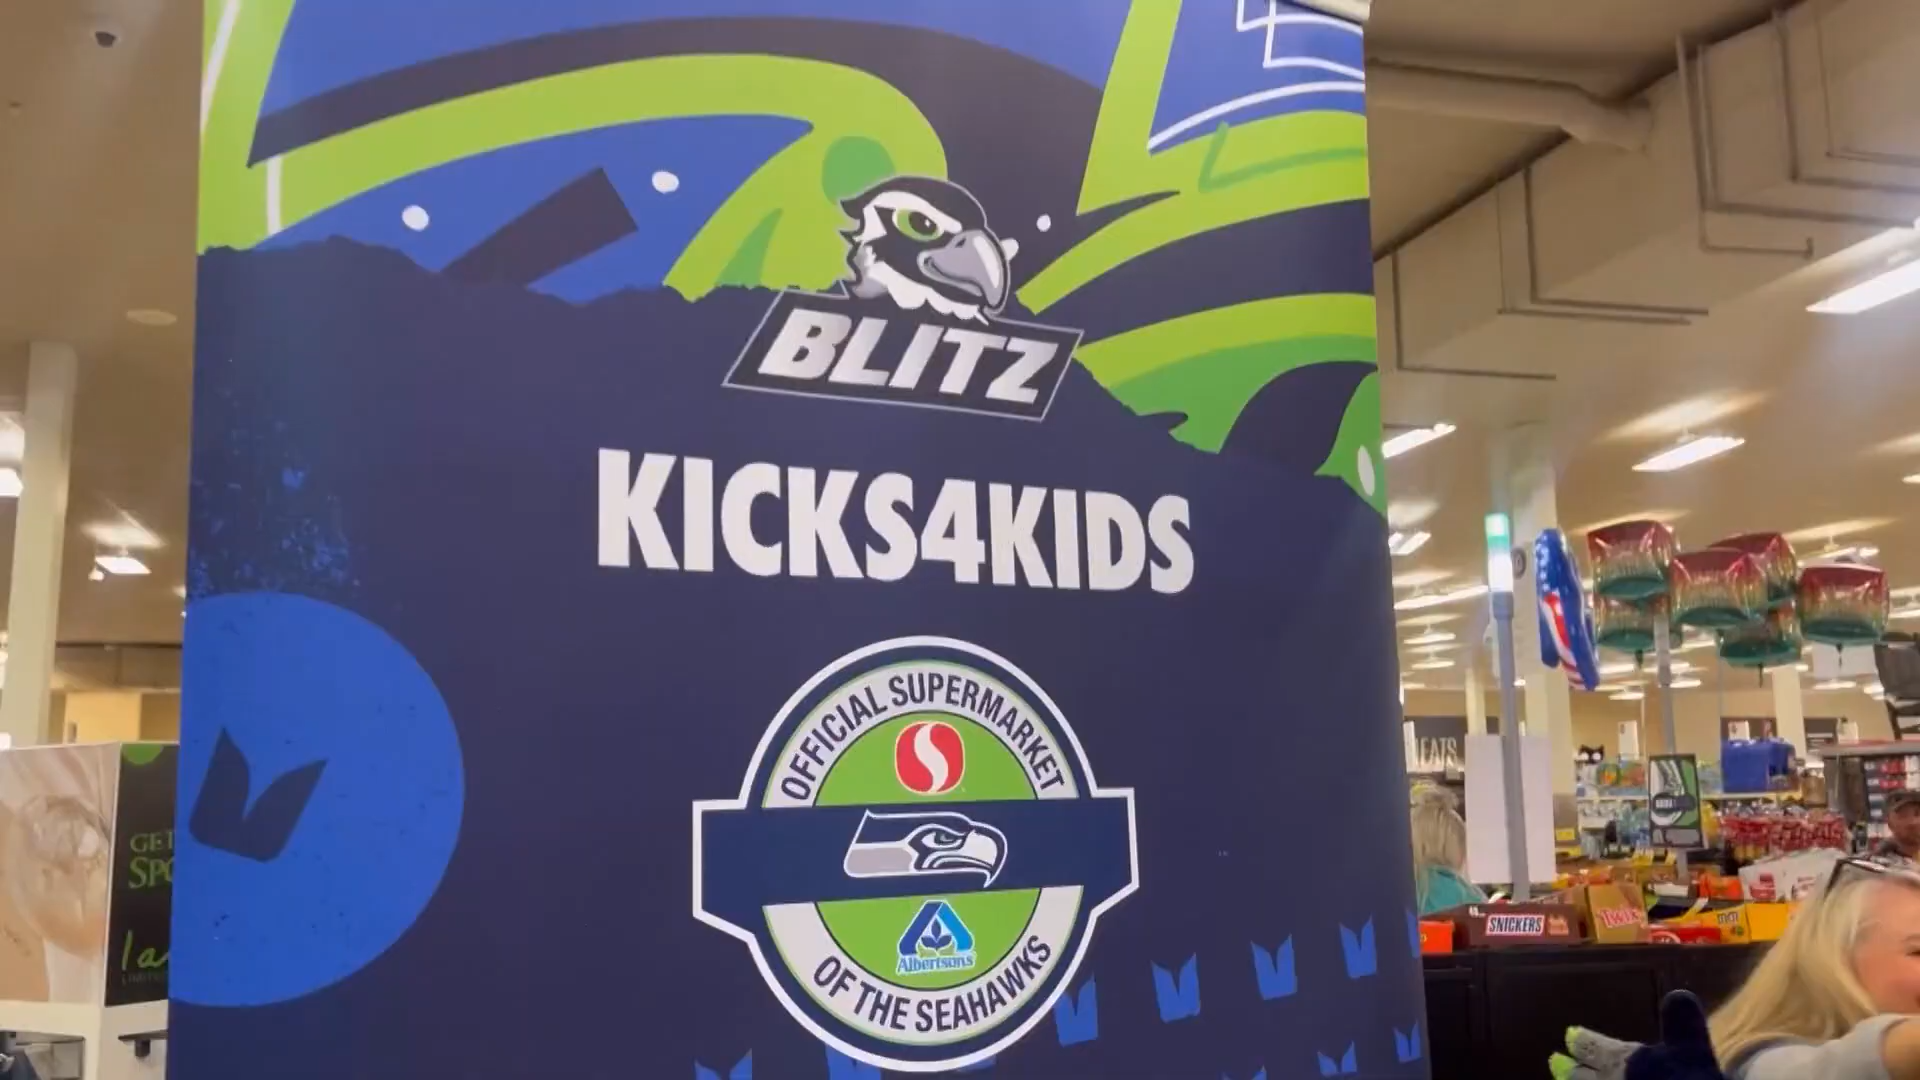 BLITZ
KICKS4KIDS
OFFICIAL SUPERMARKET
Albertsons
OF THE SEAHAWKS
SNICKERS
Twix
m&m